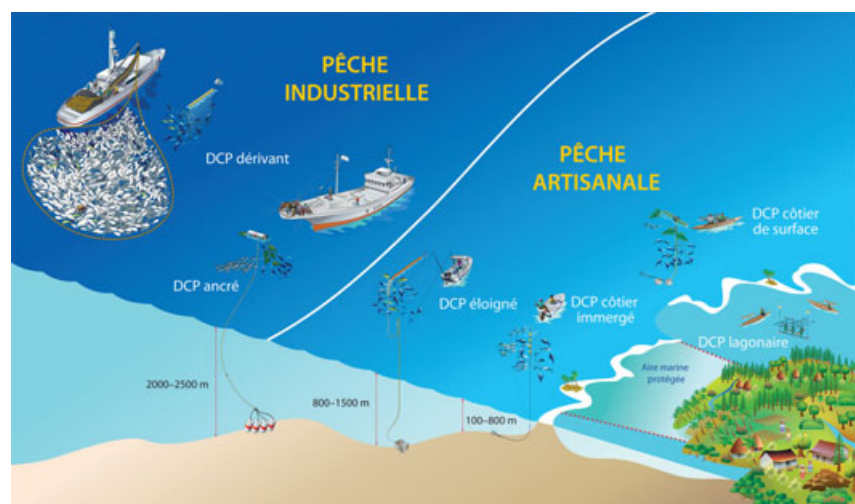 PÊCHE
INDUSTRIELLE
DCP dérivant
PÊCHE
ARTISANALE
DCP côtier
de surface
DCP ancré
DCP éloigné
DCP côtier
immergé
DCP lagonaire
Aire marine
protégée
2000–2500 m
800–1500 m
100–800 m